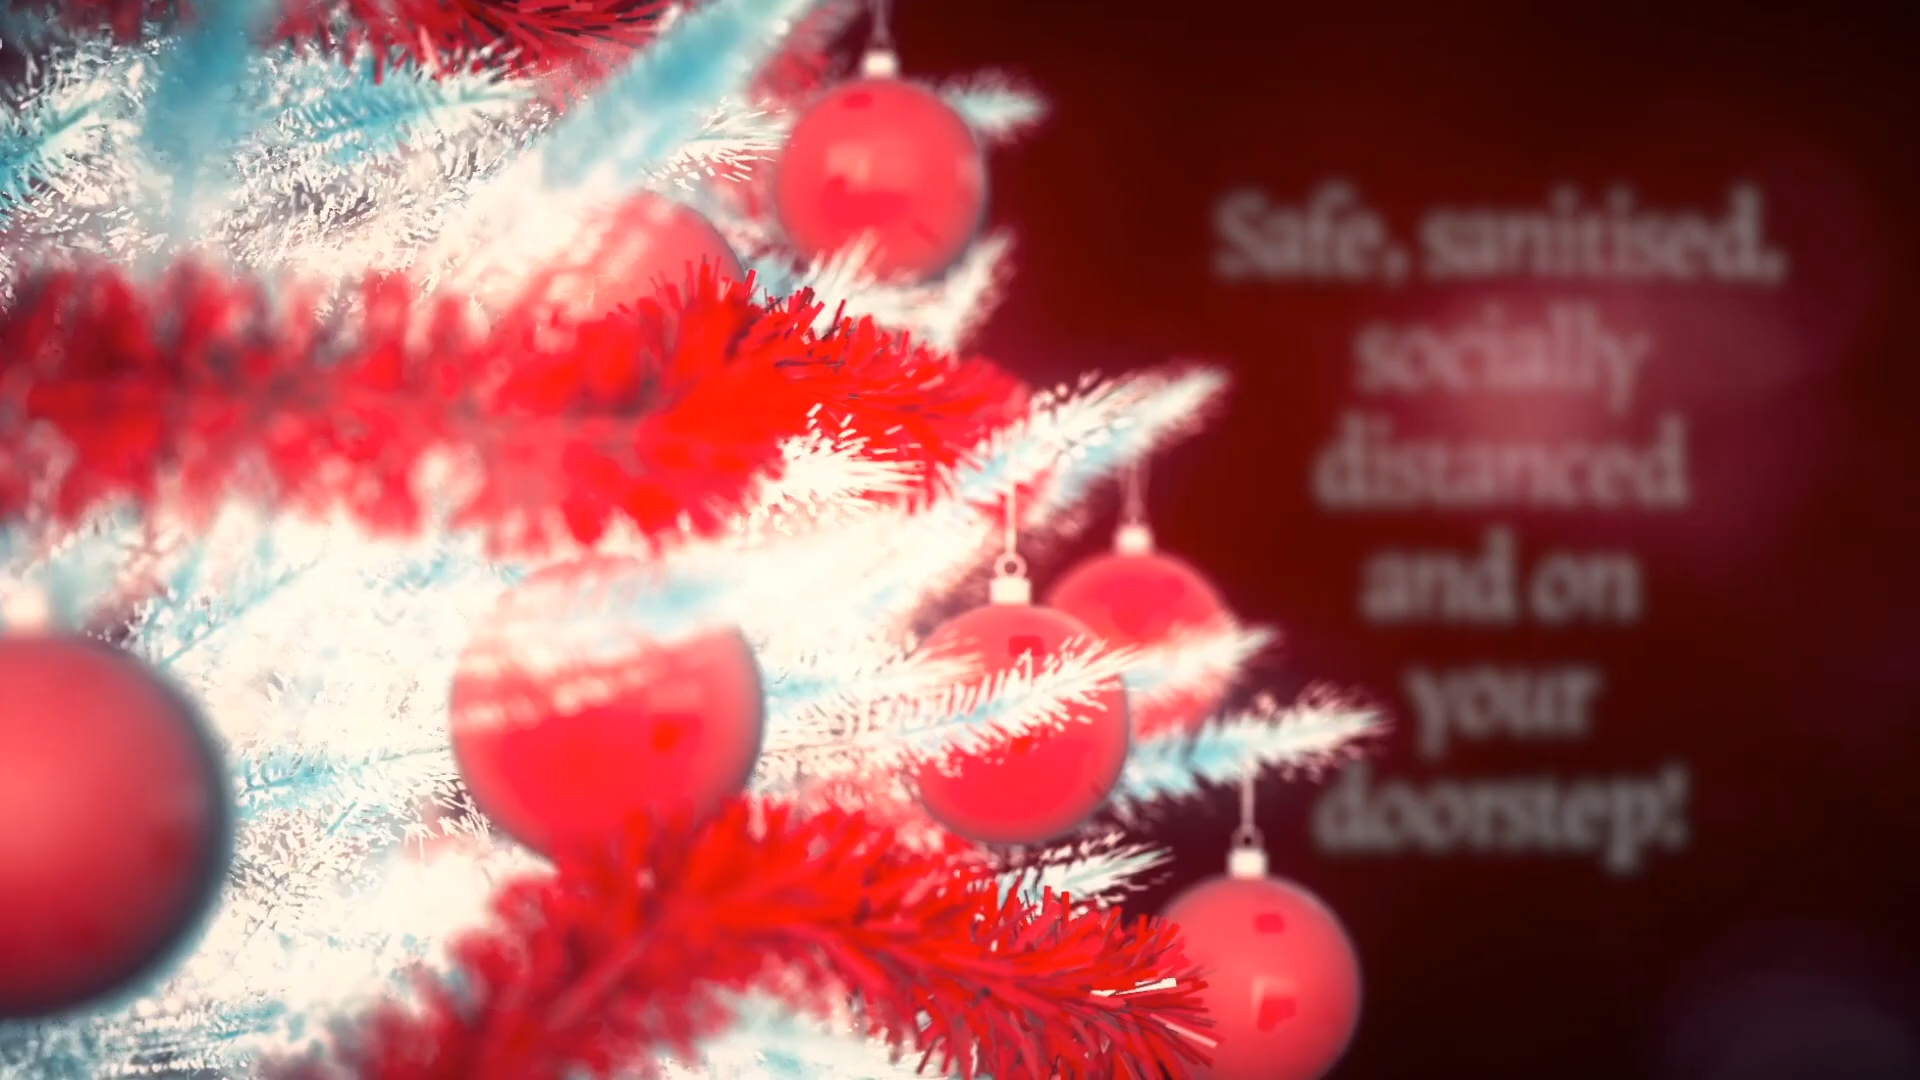 Safe, sanitised,
socially
distanced
and on
your
doorstep!